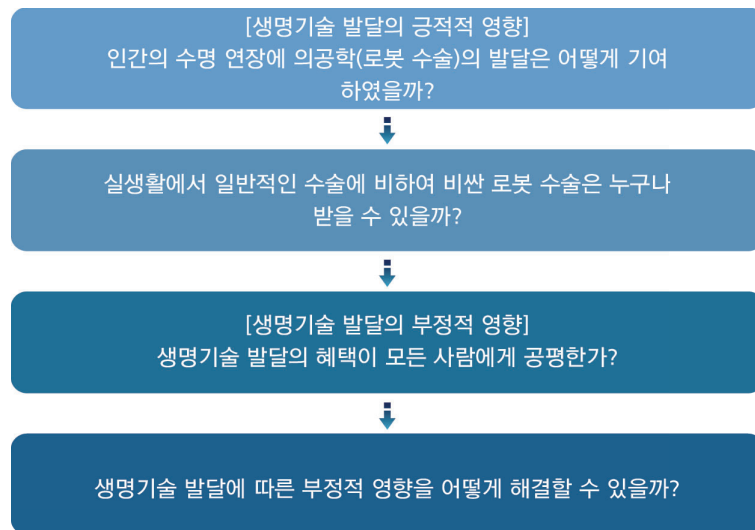 [생명기술 발달의 긍적적 영향]
인간의 수명 연장에 의공학(로봇 수술)의 발달은 어떻게 기여
하였을까?
실생활에서 일반적인 수술에 비하여 비싼 로봇 수술은 누구나
받을 수 있을까?
[생명기술 발달의 부정적 영향]
생명기술 발달의 혜택이 모든 사람에게 공평한가?
생명기술 발달에 따른 부정적 영향을 어떻게 해결할 수 있을까?